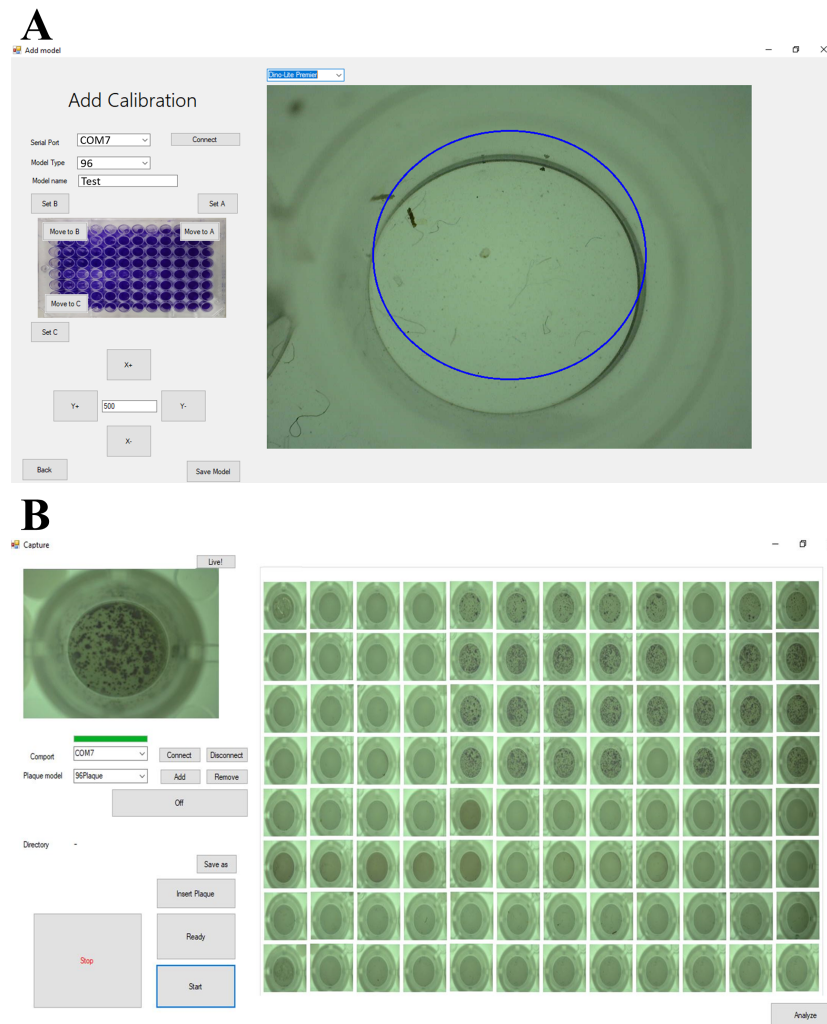 A
Add model
Dino-Lite Premier
Add Calibration
Serial Port COM7 Connect
Model Type 96
Model name Test
Set B Set A
Move to B Move to A
Move to C
Set C
X+
Y+ 500 Y-
X-
Back Save Model
B
Capture
Live!
Comport COM7 Connect Disconnect
Plaque model 96Plaque Add Remove
Off
Directory -
Save as
Insert Plaque
Ready
Stop
Start
Analyze